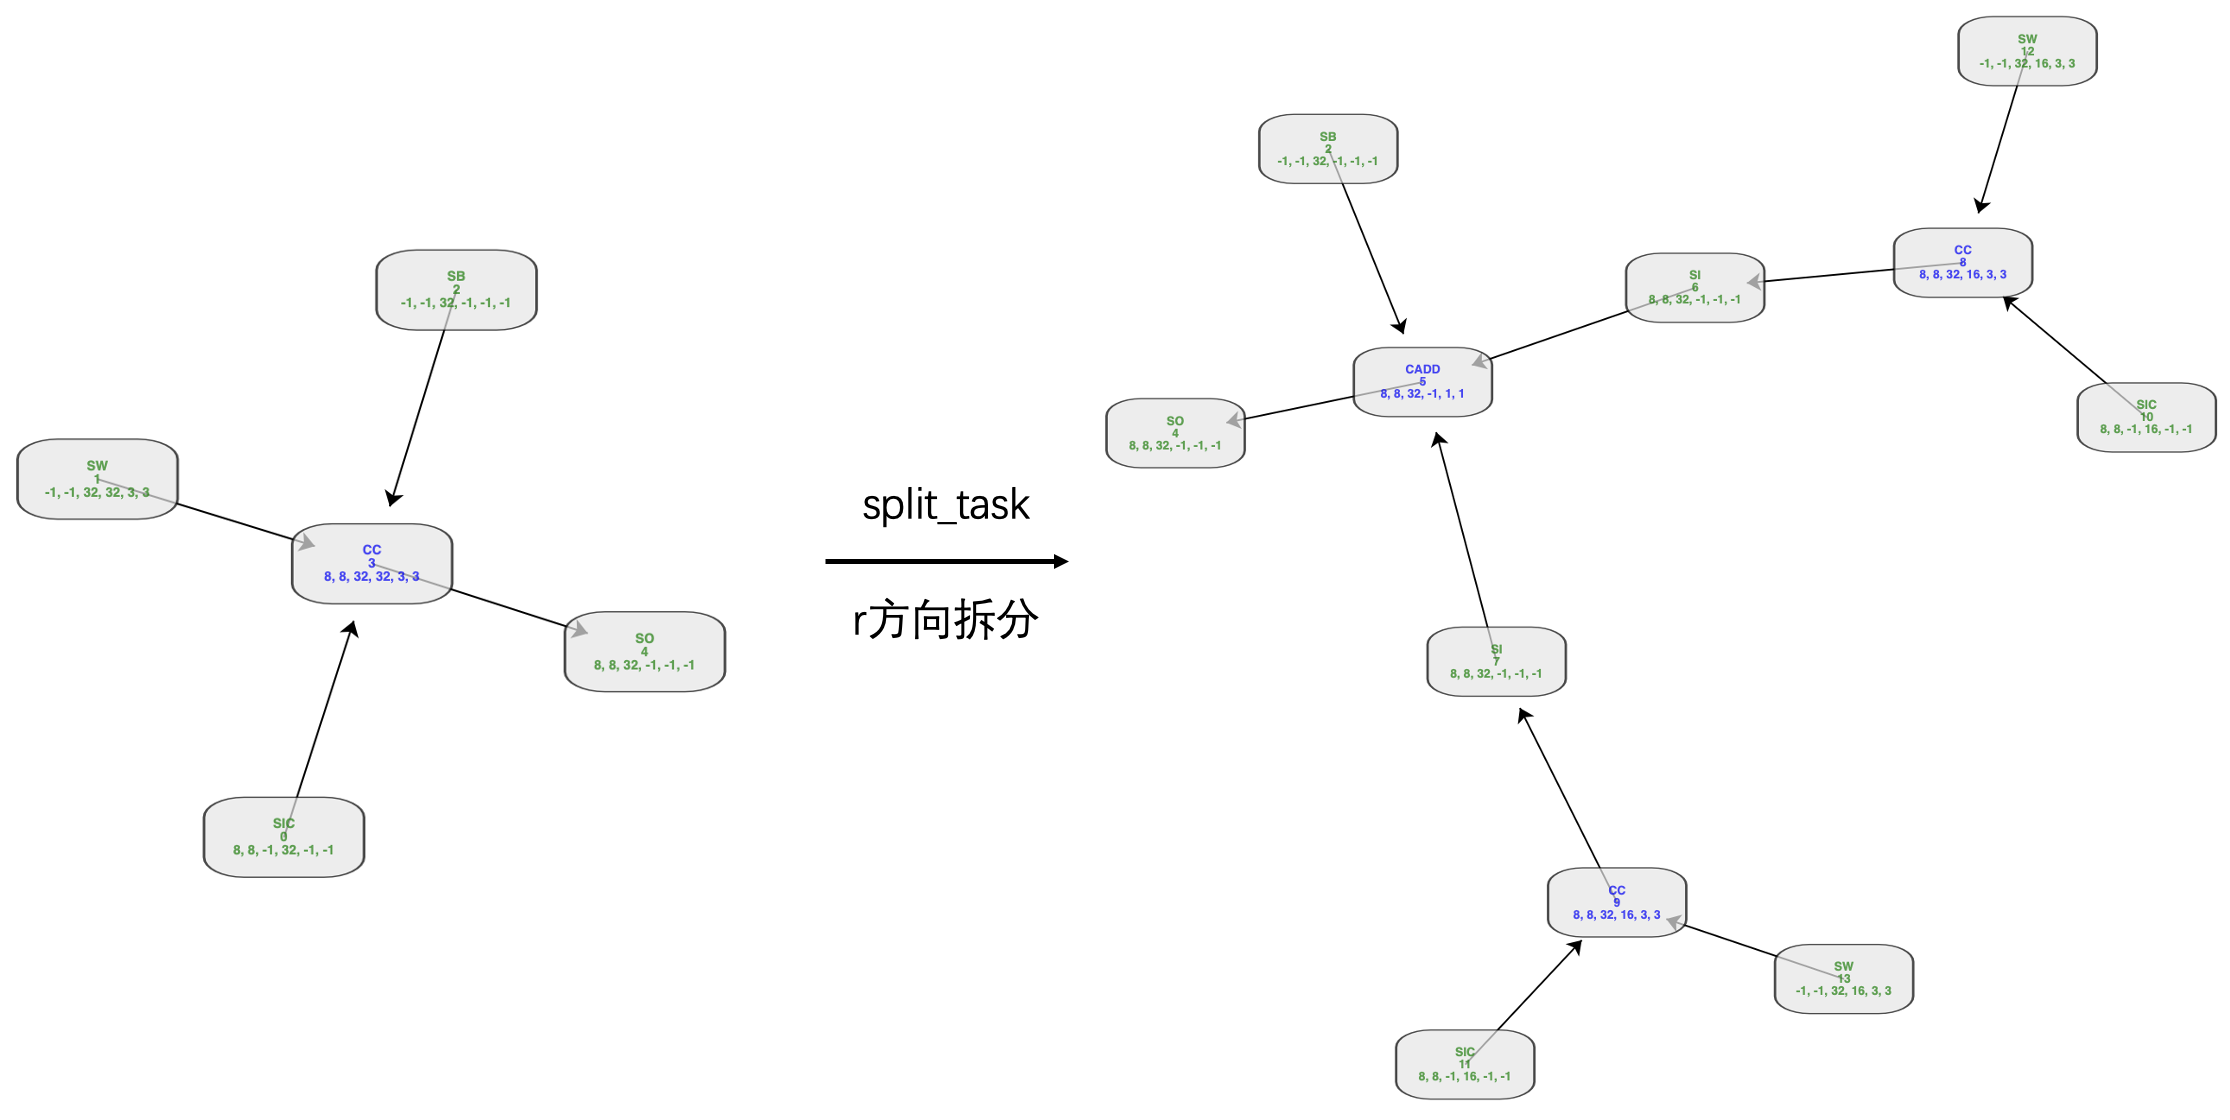 SB
2
-1, -1, 32, -1, -1, -1
SW
1
-1, -1, 32, 32, 3, 3
CC
3
8, 8, 32, 32, 3, 3
SO
4
8, 8, 32, -1, -1, -1
SIC
0
8, 8, -1, 32, -1, -1
split_task
r方向拆分
SW
12
-1, -1, 32, 16, 3, 3
SB
2
-1, -1, 32, -1, -1, -1
CC
8
8, 8, 32, 16, 3, 3
SI
6
8, 8, 32, -1, -1, -1
CADD
5
8, 8, 32, -1, 1, 1
SIC
10
8, 8, -1, 16, -1, -1
SO
4
8, 8, 32, -1, -1, -1
SI
7
8, 8, 32, -1, -1, -1
CC
9
8, 8, 32, 16, 3, 3
SW
13
-1, -1, 32, 16, 3, 3
SIC
11
8, 8, -1, 16, -1, -1